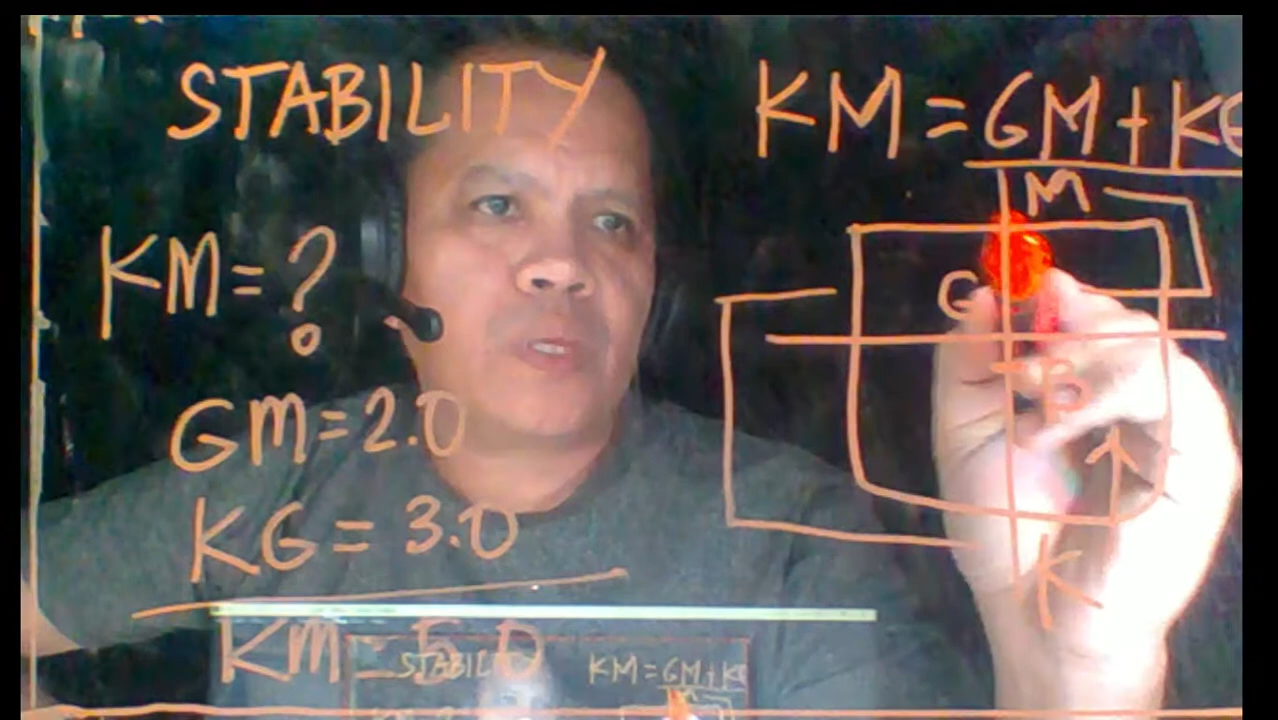 STABILITY
KM = GM + KG
KM = ?
GM = 2.0
KG = 3.0
KM = 5.0
M
G
B
K
STABILITY
KM = GM + KG